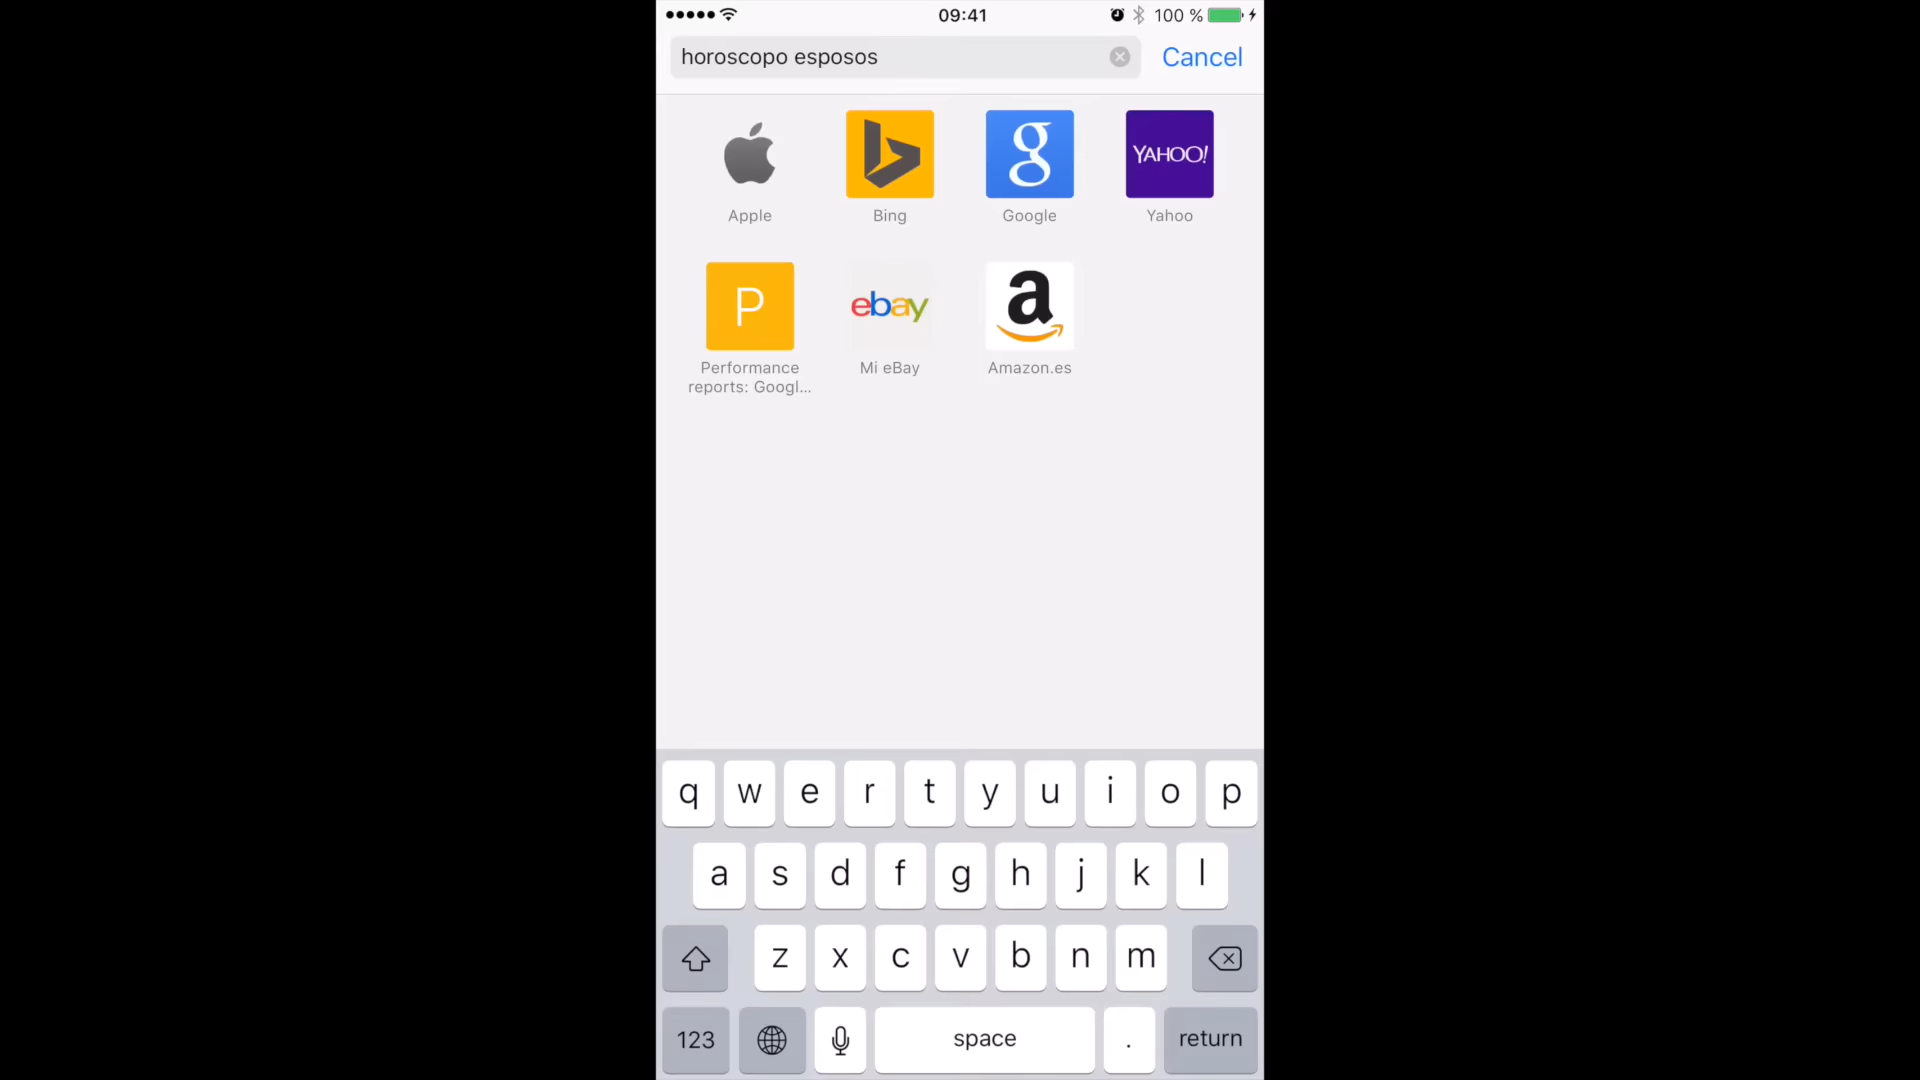 09:41 100 %
horoscopo esposos Cancel
g YAHOO!
Apple Bing Google Yahoo
P ebay a
Performance reports: Googl... Mi eBay Amazon.es
q w e r t y u i o p
a s d f g h j k l
z x c v b n m
123 space . return